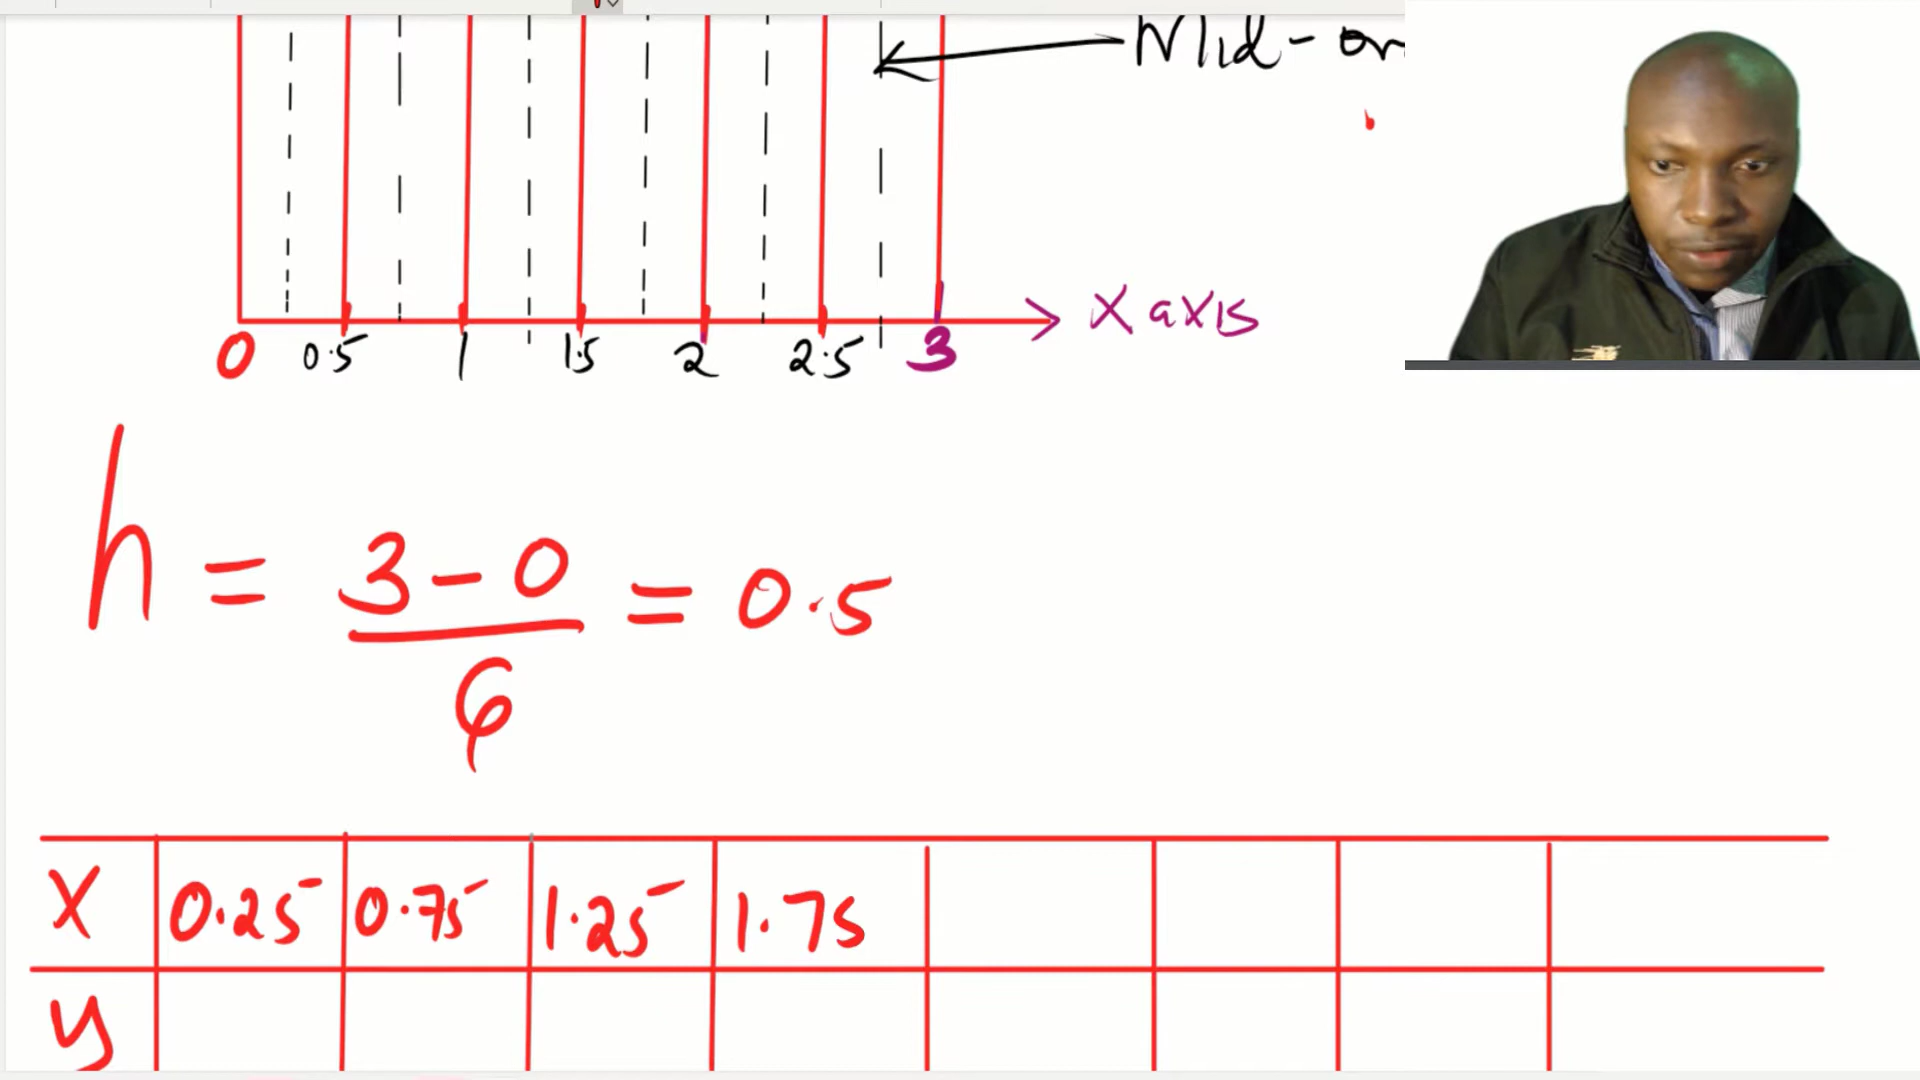 Mid-or
0 0.5 1 1.5 2 2.5 3 X axis
h = 3-0 / 6 = 0.5
X 0.25 0.75 1.25 1.75
y